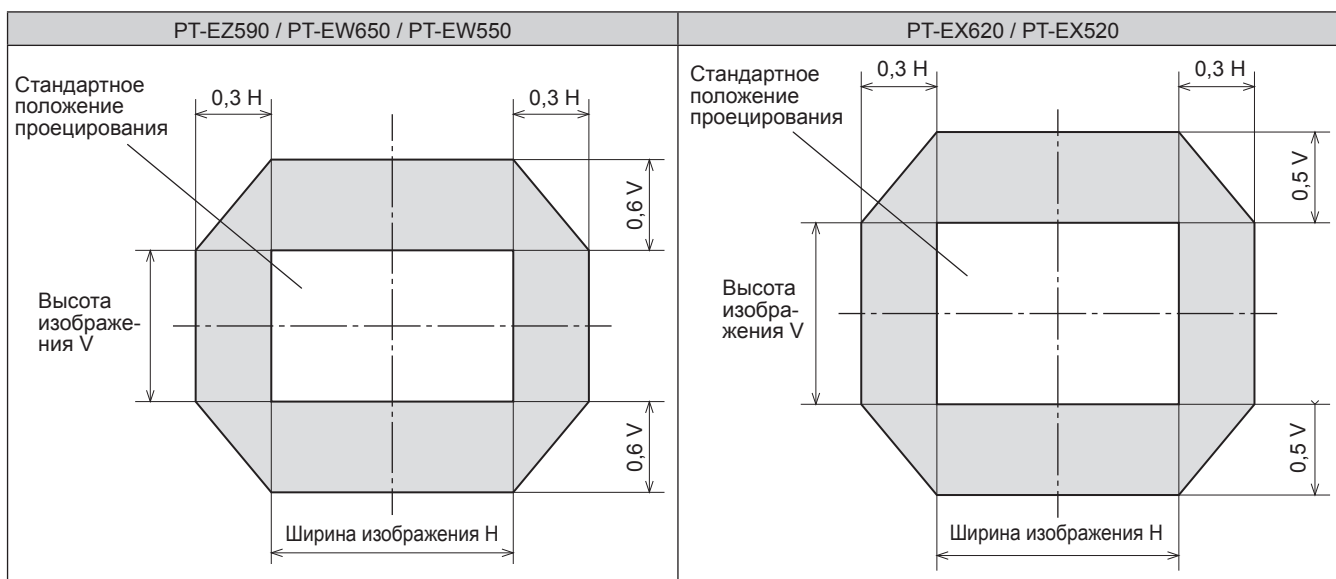 PT-EZ590 / PT-EW650 / PT-EW550
Стандартное
положение
проецирования
0,3 H
0,3 H
0,6 V
Высота
изображе-
ния V
0,6 V
Ширина изображения H
PT-EX620 / PT-EX520
Стандартное
положение
проецирования
0,3 H
0,3 H
0,5 V
Высота
изобра-
жения V
0,5 V
Ширина изображения H